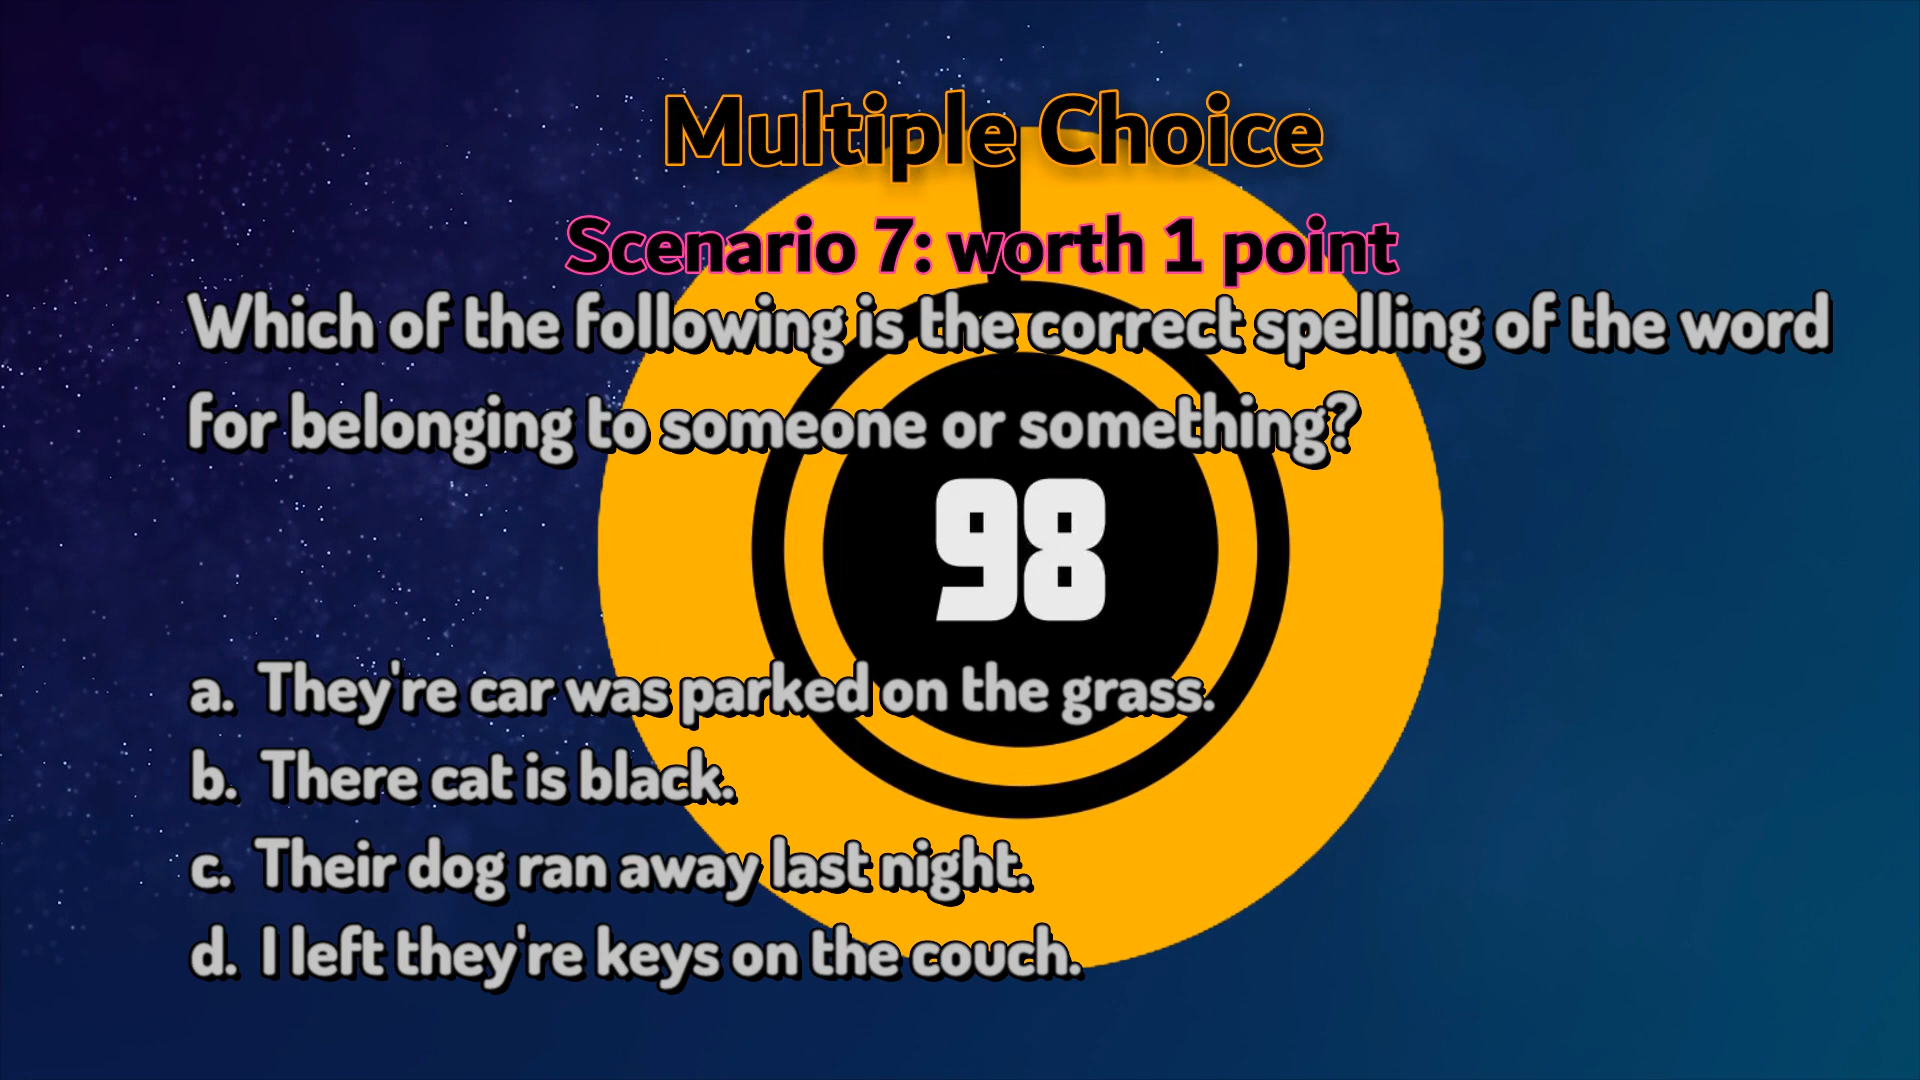 Multiple Choice
Scenario 7: worth 1 point
Which of the following is the correct spelling of the word
for belonging to someone or something?
98
a. They're car was parked on the grass.
b. There cat is black.
c. Their dog ran away last night.
d. I left they're keys on the couch.